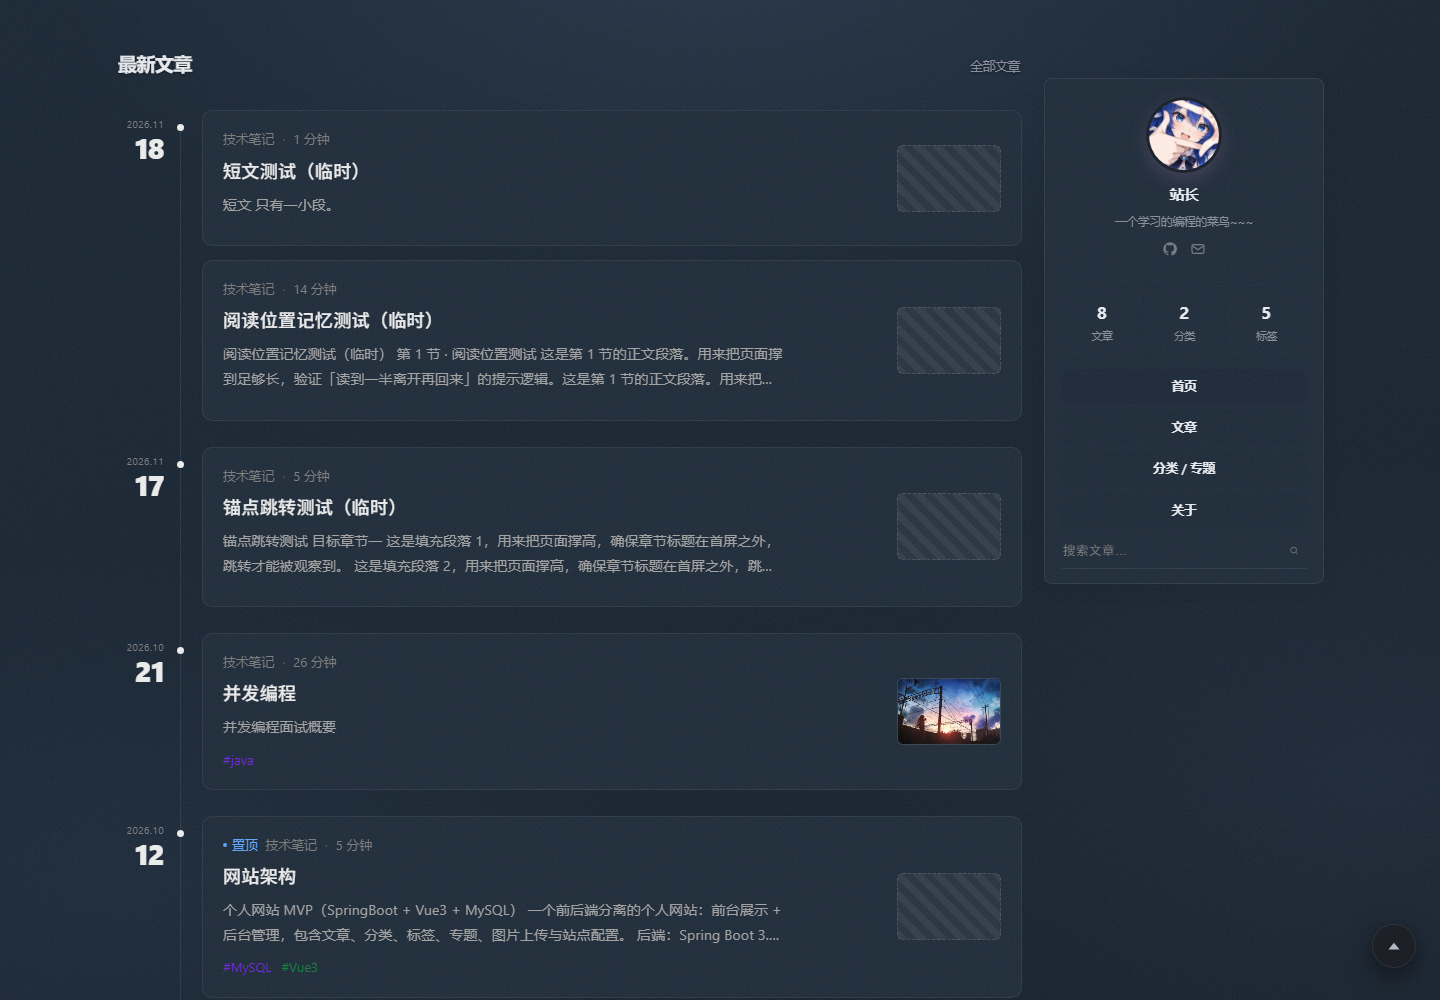 最新文章
全部文章
2026.11
18
技术笔记 · 1 分钟
短文测试（临时）
短文 只有一小段。
技术笔记 · 14 分钟
阅读位置记忆测试（临时）
阅读位置记忆测试（临时） 第 1 节 · 阅读位置测试 这是第 1 节的正文段落。用来把页面撑
到足够长，验证「读到一半离开再回来」的提示逻辑。这是第 1 节的正文段落。用来把...
2026.11
17
技术笔记 · 5 分钟
锚点跳转测试（临时）
锚点跳转测试 目标章节一 这是填充段落 1，用来把页面撑高，确保章节标题在首屏之外，
跳转才能被观察到。 这是填充段落 2，用来把页面撑高，确保章节标题在首屏之外，跳...
2026.10
21
技术笔记 · 26 分钟
并发编程
并发编程面试概要
#java
2026.10
12
• 置顶 技术笔记 · 5 分钟
网站架构
个人网站 MVP（SpringBoot + Vue3 + MySQL） 一个前后端分离的个人网站：前台展示 +
后台管理，包含文章、分类、标签、专题、图片上传与站点配置。 后端：Spring Boot 3....
#MySQL #Vue3
站长
一个学习的编程的菜鸟~~~
8 2 5
文章 分类 标签
首页
文章
分类 / 专题
关于
搜索文章...